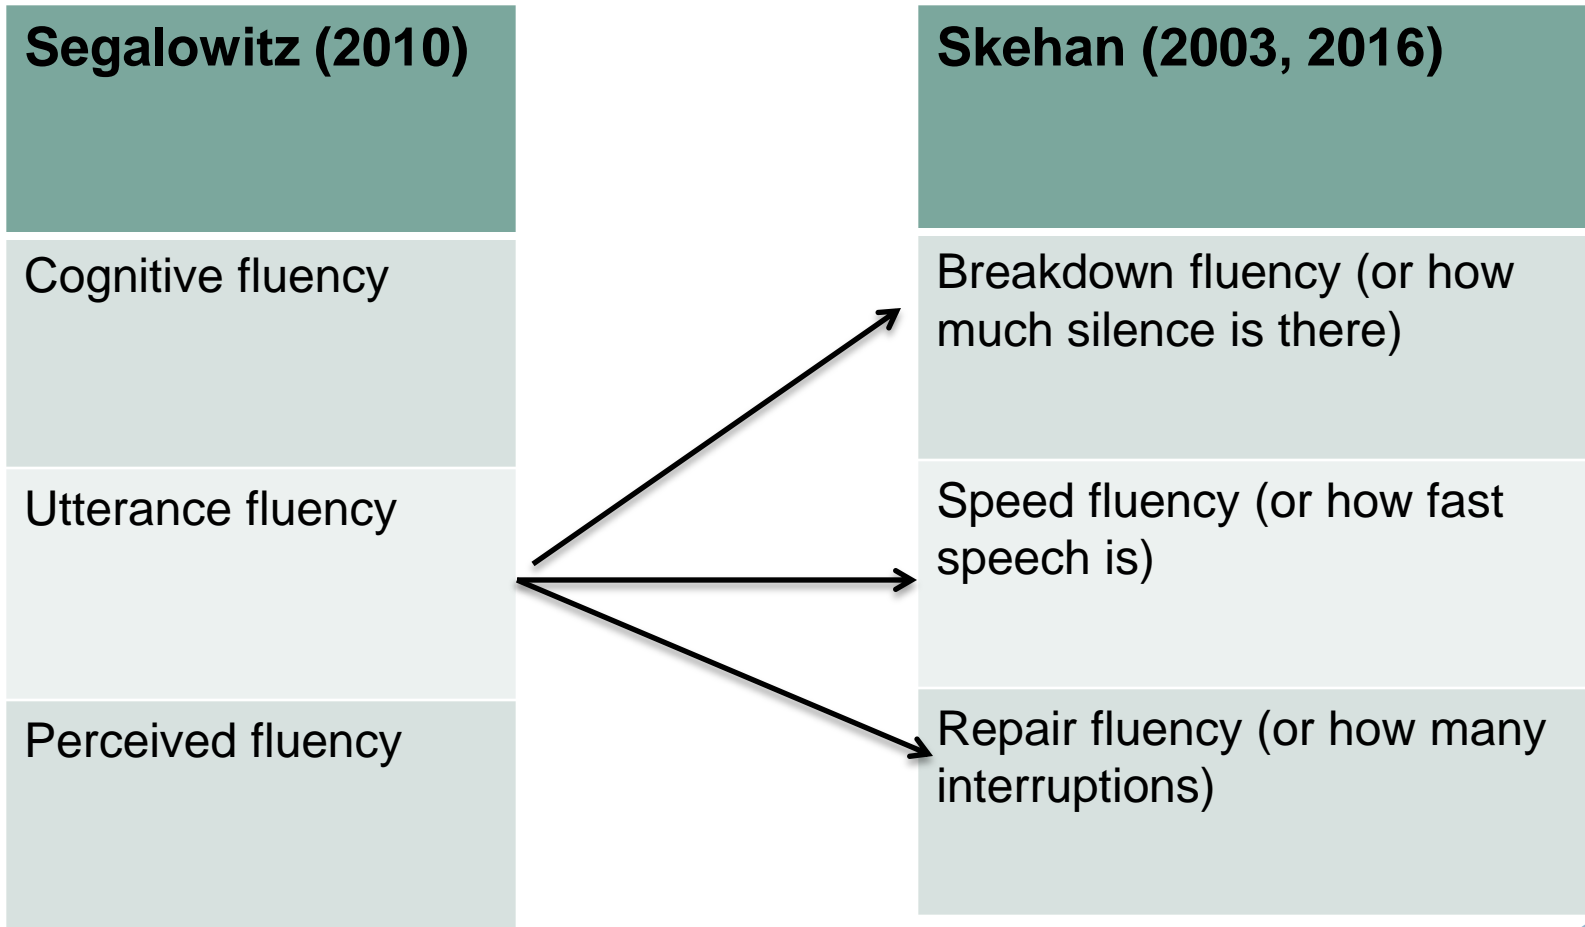 Segalowitz (2010)
Cognitive fluency
Utterance fluency
Perceived fluency
Skehan (2003, 2016)
Breakdown fluency (or how
much silence is there)
Speed fluency (or how fast
speech is)
Repair fluency (or how many
interruptions)